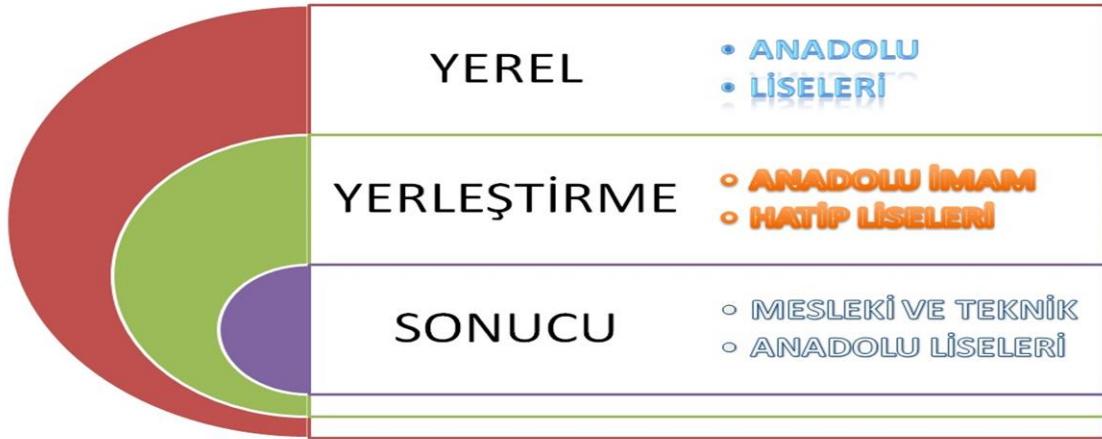 YEREL
• ANADOLU
• LİSELERİ
YERLEŞTİRME
• ANADOLU İMAM
• HATİP LİSELERİ
SONUCU
• MESLEKİ VE TEKNİK
• ANADOLU LİSELERİ